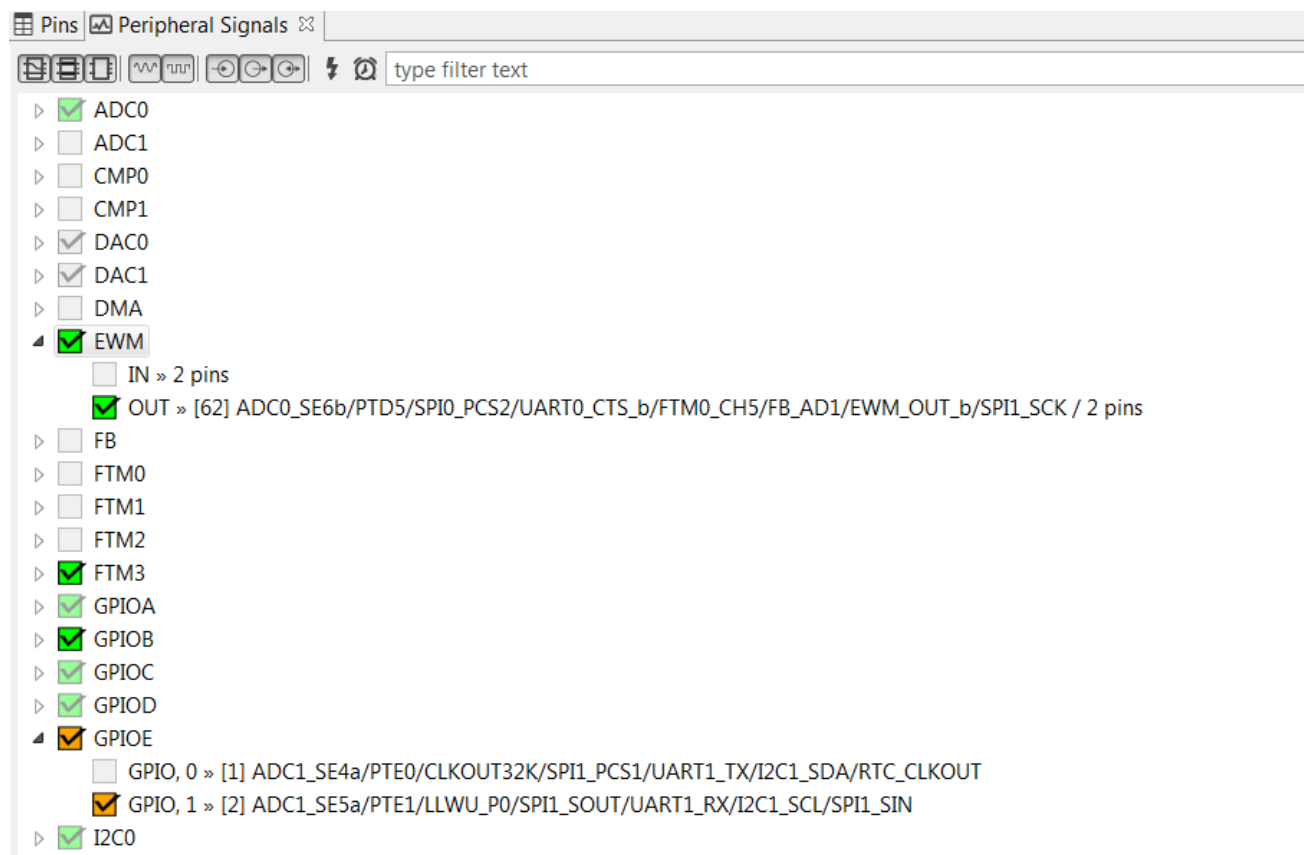 Pins Peripheral Signals
type filter text
ADC0
ADC1
CMP0
CMP1
DAC0
DAC1
DMA
EWM
IN » 2 pins
OUT » [62] ADC0_SE6b/PTD5/SPI0_PCS2/UART0_CTS_b/FTM0_CH5/FB_AD1/EWM_OUT_b/SPI1_SCK / 2 pins
FB
FTM0
FTM1
FTM2
FTM3
GPIOA
GPIOB
GPIOC
GPIOD
GPIOE
GPIO, 0 » [1] ADC1_SE4a/PTE0/CLKOUT32K/SPI1_PCS1/UART1_TX/I2C1_SDA/RTC_CLKOUT
GPIO, 1 » [2] ADC1_SE5a/PTE1/LLWU_P0/SPI1_SOUT/UART1_RX/I2C1_SCL/SPI1_SIN
I2C0